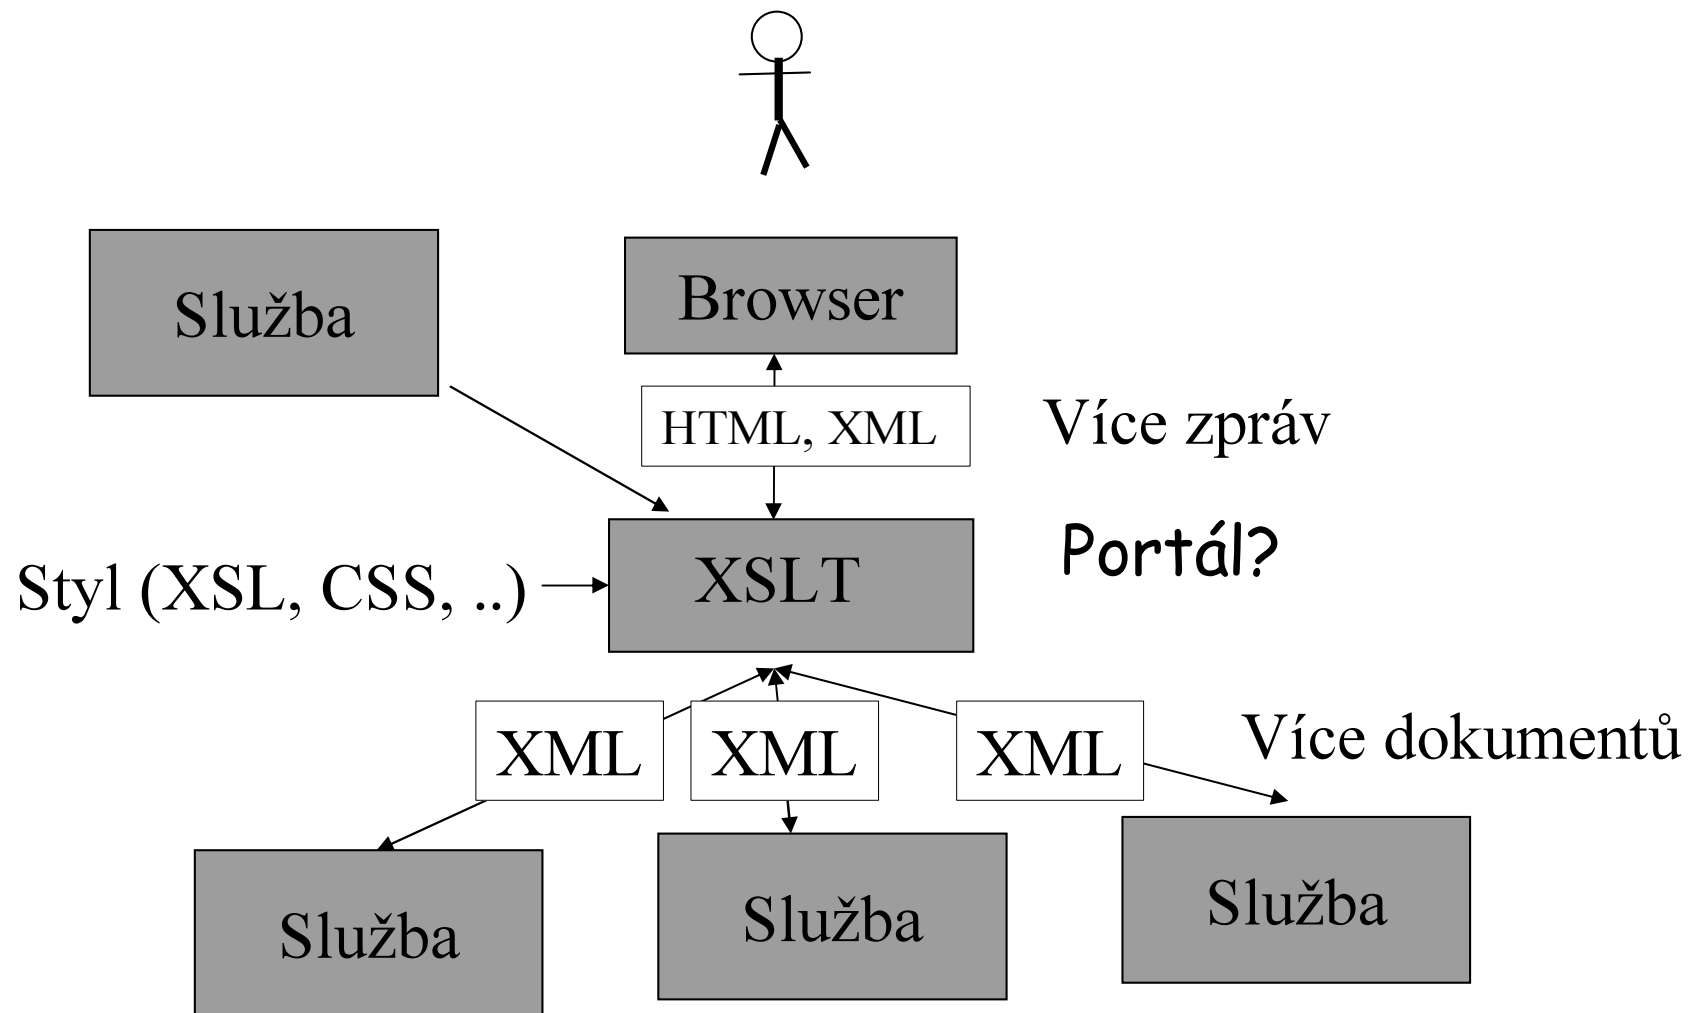 Služba
Browser
HTML, XML
Více zpráv
Portál?
XSLT
Styl (XSL, CSS, ..)
XML
XML
XML
Více dokumentů
Služba
Služba
Služba